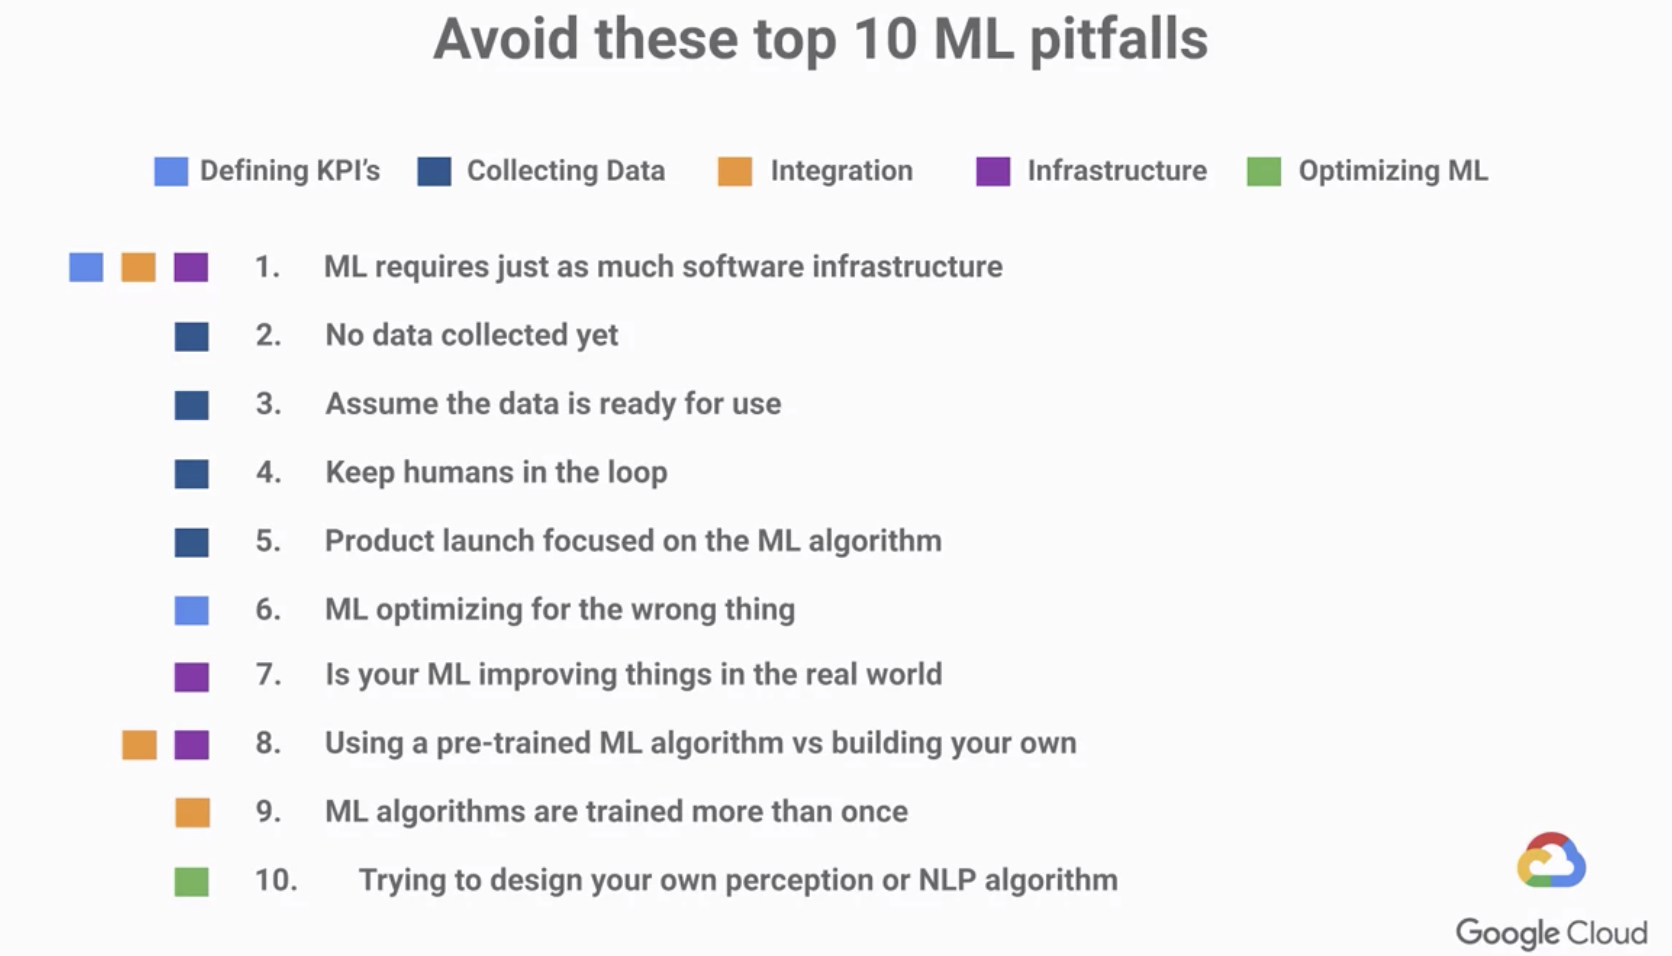 Avoid these top 10 ML pitfalls
Defining KPI's Collecting Data Integration Infrastructure Optimizing ML
1. ML requires just as much software infrastructure
2. No data collected yet
3. Assume the data is ready for use
4. Keep humans in the loop
5. Product launch focused on the ML algorithm
6. ML optimizing for the wrong thing
7. Is your ML improving things in the real world
8. Using a pre-trained ML algorithm vs building your own
9. ML algorithms are trained more than once
10. Trying to design your own perception or NLP algorithm
Google Cloud